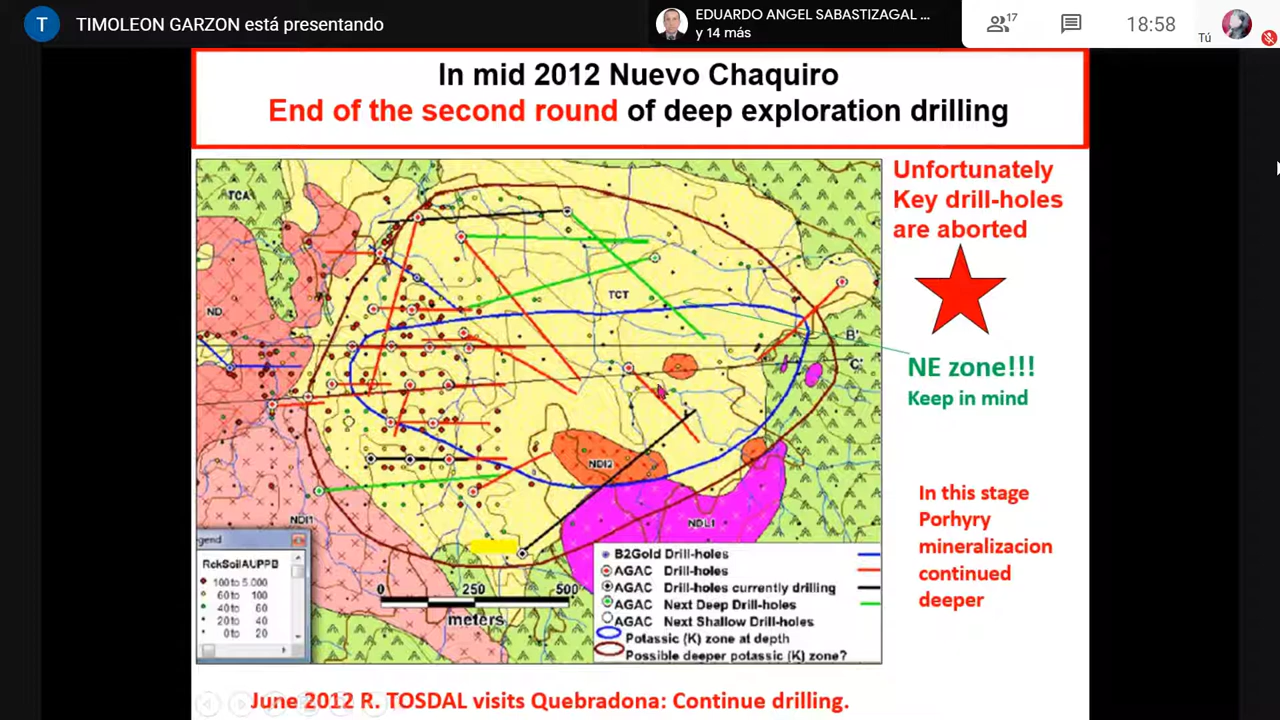 T
TIMOLEON GARZON está presentando
EDUARDO ANGEL SABASTIZAGAL ...
y 14 más
17
18:58
Tú
In mid 2012 Nuevo Chaquiro
End of the second round of deep exploration drilling
Unfortunately
Key drill-holes
are aborted
NE zone!!!
Keep in mind
In this stage
Porhyry
mineralizacion
continued
deeper
TCA
TCT
ND
B'
C'
NDI2
NDI1
NDL1
egend
RckSoilAUPPB
100 to 5.000
60 to 100
40 to 60
20 to 40
0 to 20
0 250 500
meters
B2Gold Drill-holes
AGAC Drill-holes
AGAC Drill-holes currently drilling
AGAC Next Deep Drill-holes
AGAC Next Shallow Drill-holes
Potassic (K) zone at depth
Possible deeper potassic (K) zone?
June 2012 R. TOSDAL visits Quebradona: Continue drilling.